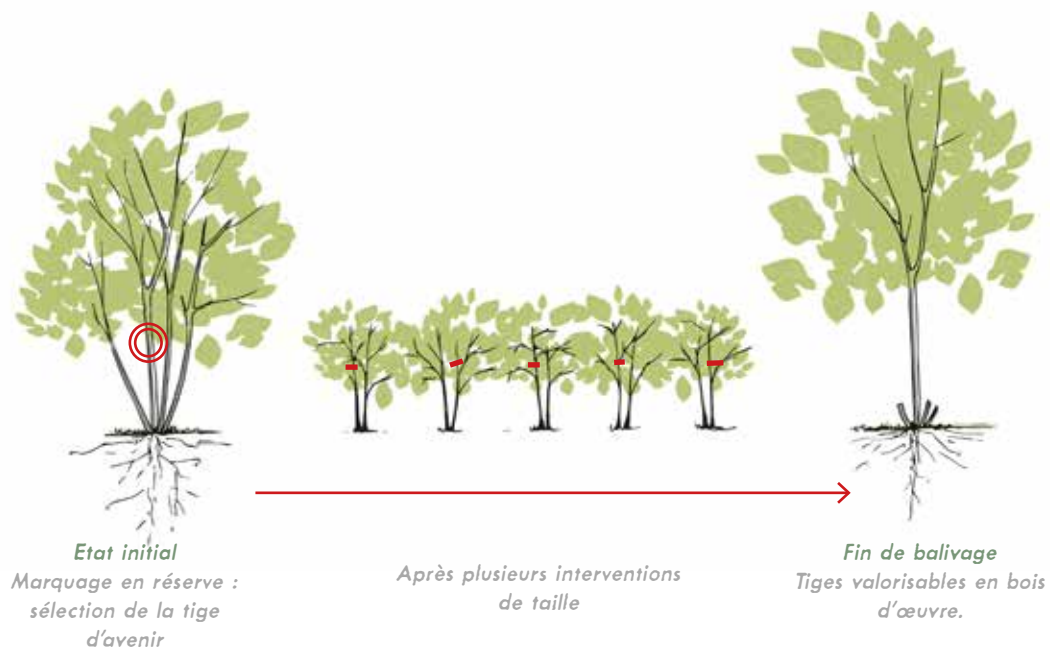 Etat initial
Marquage en réserve :
sélection de la tige
d'avenir
Après plusieurs interventions
de taille
Fin de balivage
Tiges valorisables en bois
d'œuvre.